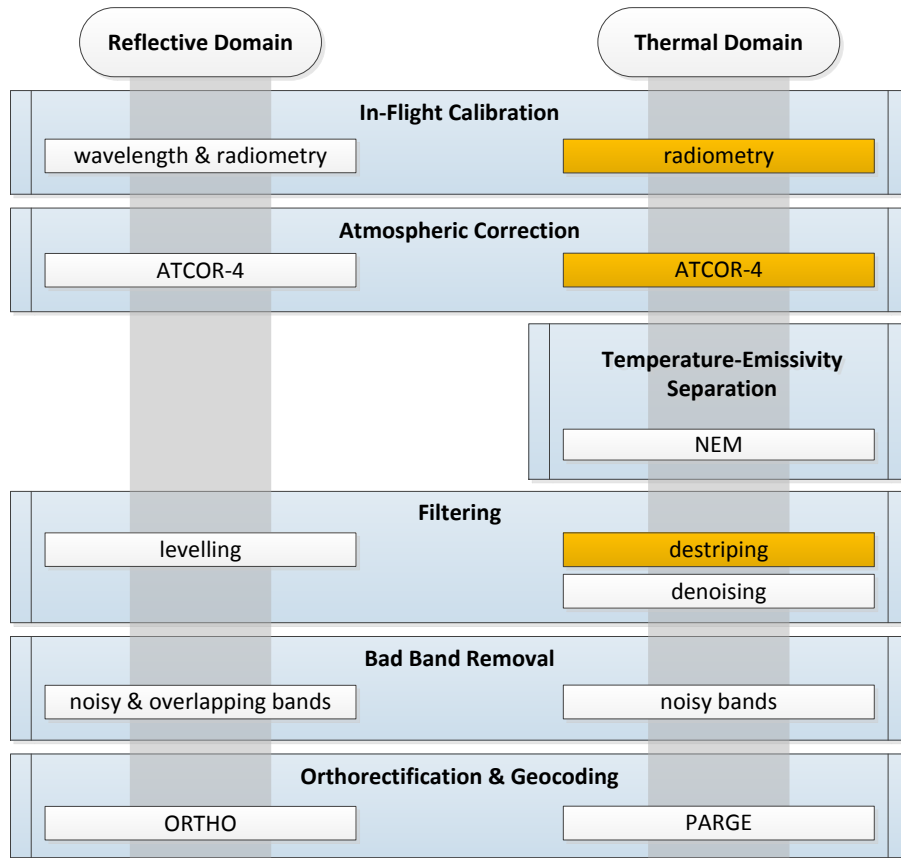 Reflective Domain
Thermal Domain
In-Flight Calibration
wavelength & radiometry
radiometry
Atmospheric Correction
ATCOR-4
ATCOR-4
Temperature-Emissivity
Separation
NEM
Filtering
levelling
destriping
denoising
Bad Band Removal
noisy & overlapping bands
noisy bands
Orthorectification & Geocoding
ORTHO
PARGE